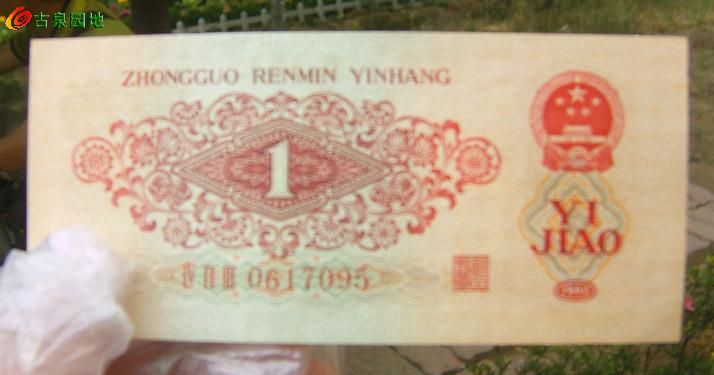 古泉园地
ZHONGGUO RENMIN YINHANG
1
0617095
YI
JIAO